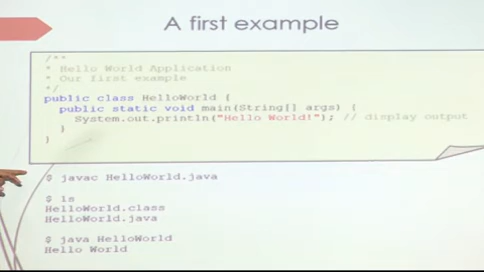 A first example
/**
* Hello World Application
* Our first example
*/
public class HelloWorld {
public static void main(String[] args) {
System.out.println("Hello World!"); // display output
}
}
$ javac HelloWorld.java
$ ls
HelloWorld.class
HelloWorld.java
$ java HelloWorld
Hello World